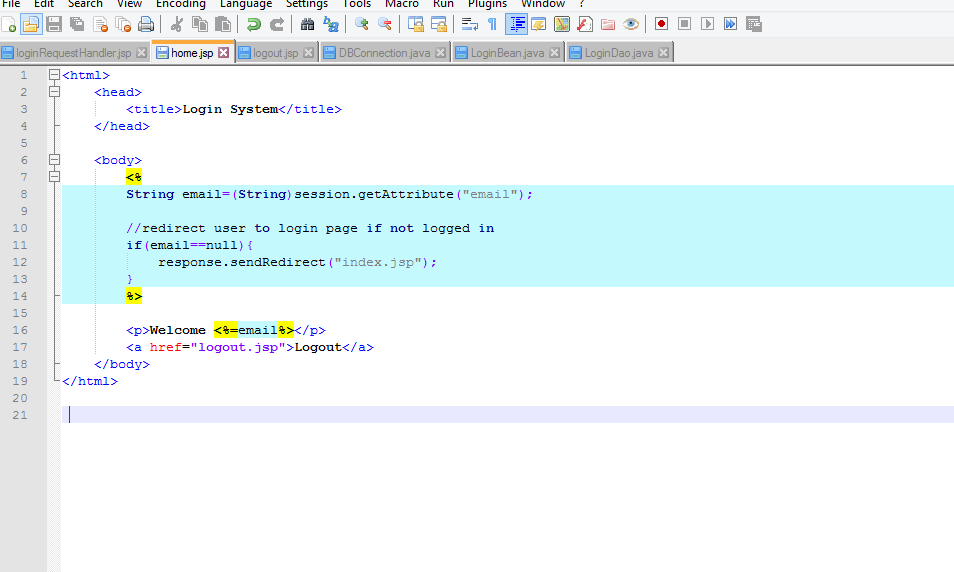 File Edit Search View Encoding Language Settings Tools Macro Run Plugins Window ?
loginRequestHandler.jsp home.jsp logout.jsp DBConnection.java LoginBean.java LoginDao.java
1 <html>
2 <head>
3 <title>Login System</title>
4 </head>
5
6 <body>
7 <%
8 String email=(String)session.getAttribute("email");
9
10 //redirect user to login page if not logged in
11 if(email==null){
12 response.sendRedirect("index.jsp");
13 }
14 %>
15
16 <p>Welcome <%=email%></p>
17 <a href="logout.jsp">Logout</a>
18 </body>
19 </html>
20
21